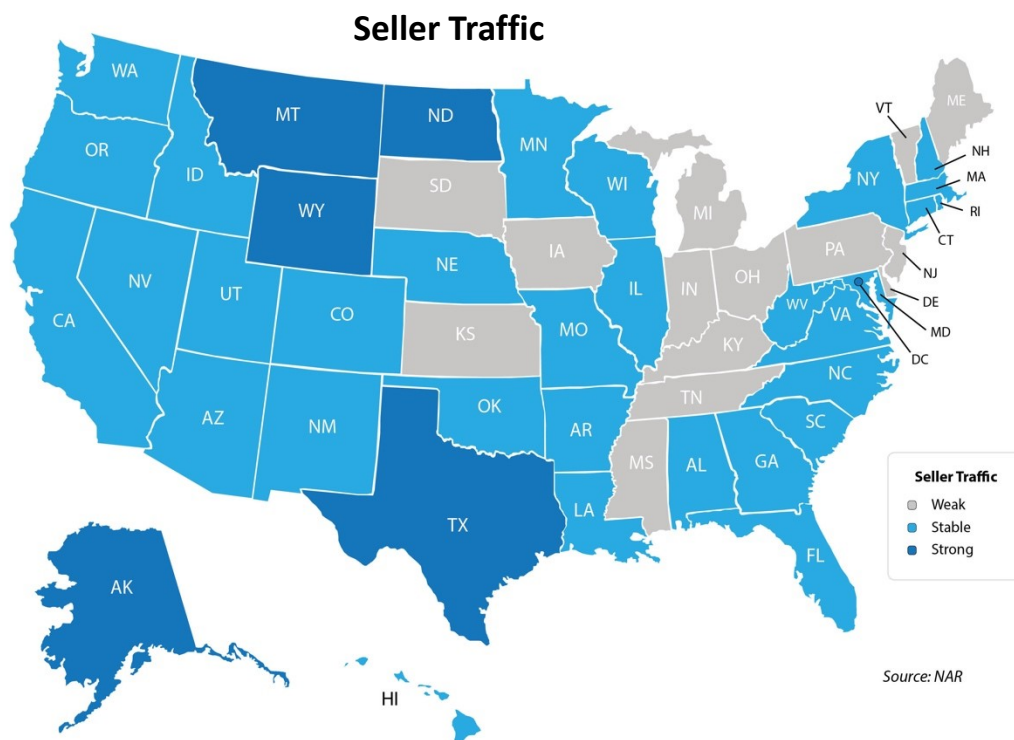 Seller Traffic
WA
MT
ND
MN
VT
ME
OR
ID
WY
SD
WI
MI
NY
NH
MA
RI
CT
NV
UT
CO
NE
IA
IL
IN
OH
PA
NJ
DE
MD
DC
CA
KS
MO
KY
WV
VA
AZ
NM
OK
AR
TN
NC
SC
TX
LA
MS
AL
GA
FL
AK
HI
Seller Traffic
Weak
Stable
Strong
Source: NAR